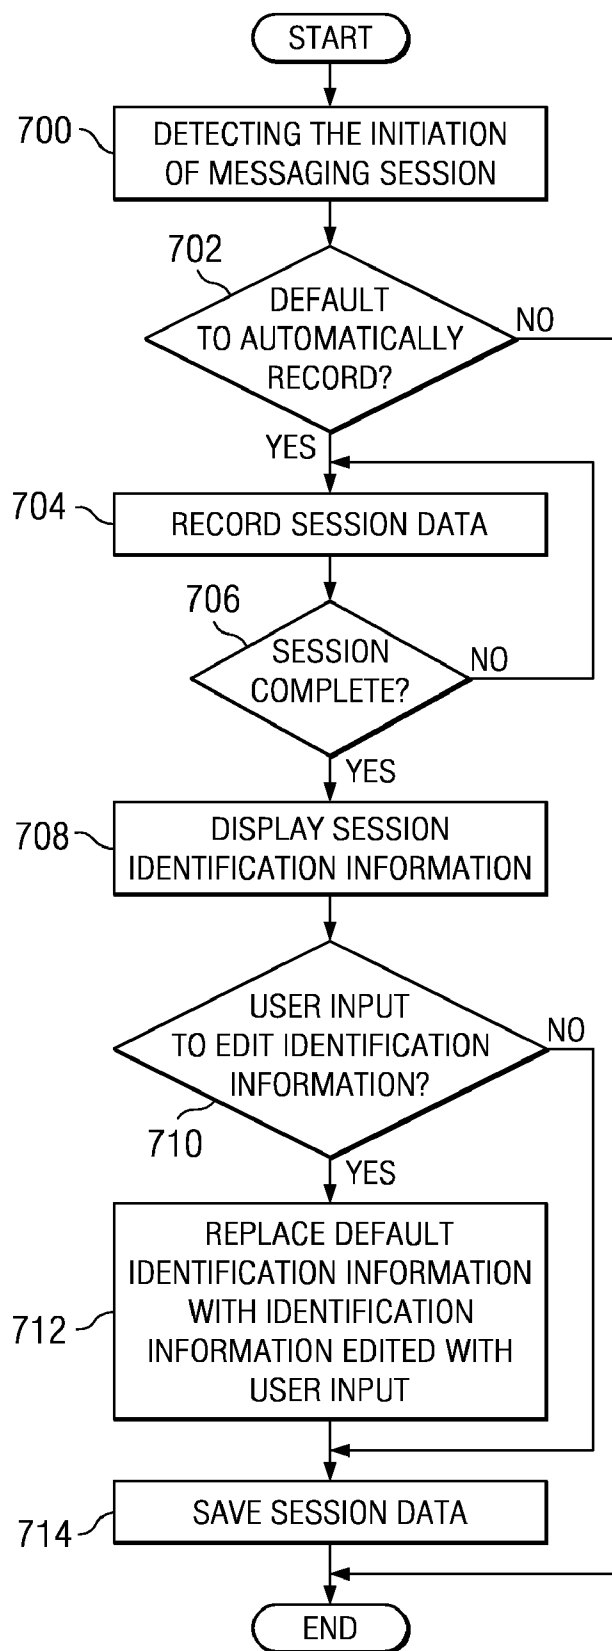 START
700
DETECTING THE INITIATION
OF MESSAGING SESSION
702
DEFAULT
TO AUTOMATICALLY
RECORD?
NO
YES
704
RECORD SESSION DATA
706
SESSION
COMPLETE?
NO
YES
708
DISPLAY SESSION
IDENTIFICATION INFORMATION
USER INPUT
TO EDIT IDENTIFICATION
INFORMATION?
NO
710
YES
REPLACE DEFAULT
IDENTIFICATION INFORMATION
WITH IDENTIFICATION
INFORMATION EDITED WITH
USER INPUT
712
SAVE SESSION DATA
714
END